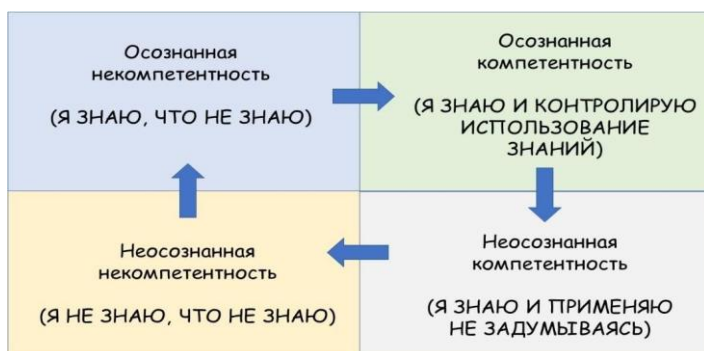 Осознанная
некомпетентность
(Я ЗНАЮ, ЧТО НЕ ЗНАЮ)
Осознанная
компетентность
(Я ЗНАЮ И КОНТРОЛИРУЮ
ИСПОЛЬЗОВАНИЕ
ЗНАНИЙ)
Неосознанная
некомпетентность
(Я НЕ ЗНАЮ, ЧТО НЕ ЗНАЮ)
Неосознанная
компетентность
(Я ЗНАЮ И ПРИМЕНЯЮ
НЕ ЗАДУМЫВАЯСЬ)